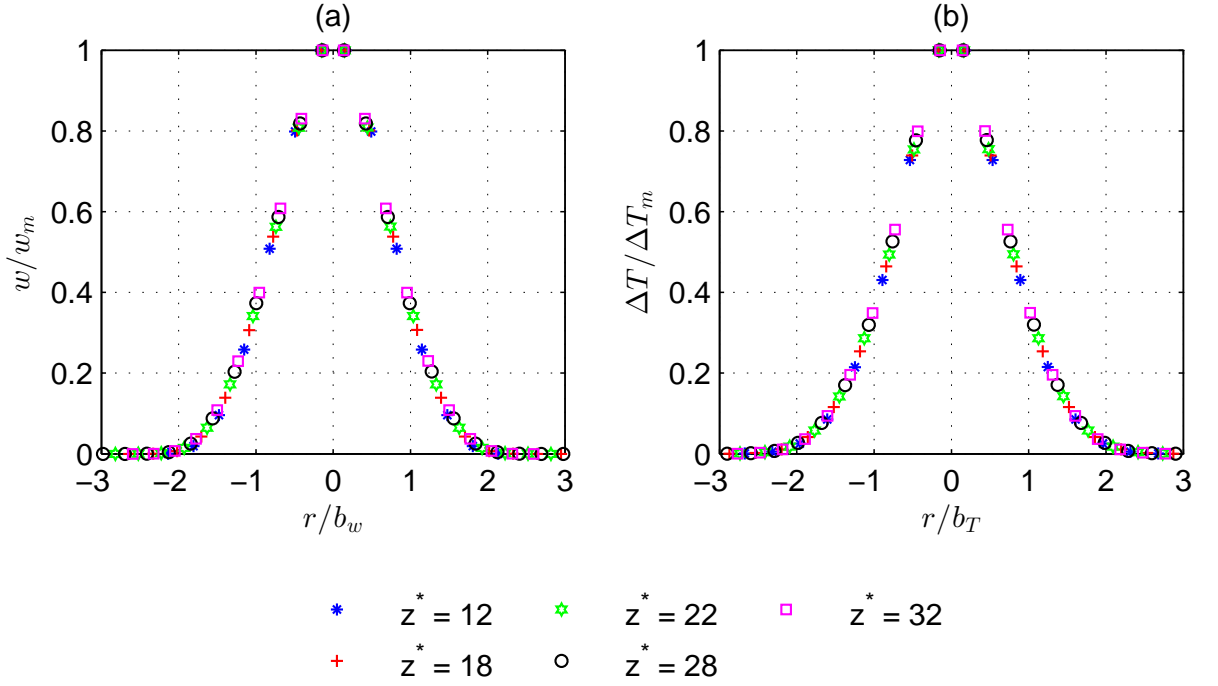 (a)
1
0.8
0.6
0.4
0.2
0
w/w_m
−3 −2 −1 0 1 2 3
r/b_w
(b)
1
0.8
0.6
0.4
0.2
0
ΔT/ΔT_m
−3 −2 −1 0 1 2 3
r/b_T
z* = 12 z* = 22 z* = 32
z* = 18 z* = 28